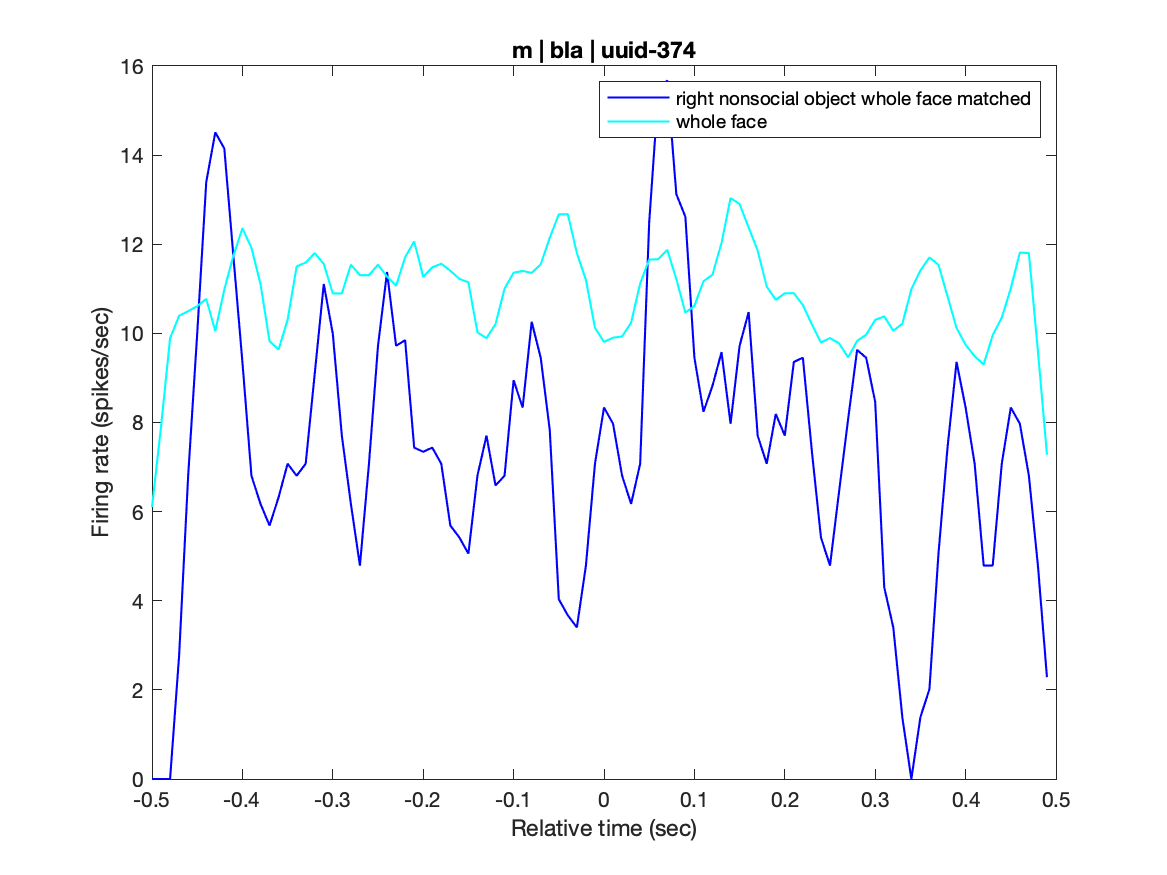 m | bla | uuid-374
16
right nonsocial object whole face matched
whole face
14
12
10
8
6
4
2
0
Firing rate (spikes/sec)
-0.5 -0.4 -0.3 -0.2 -0.1 0 0.1 0.2 0.3 0.4 0.5
Relative time (sec)